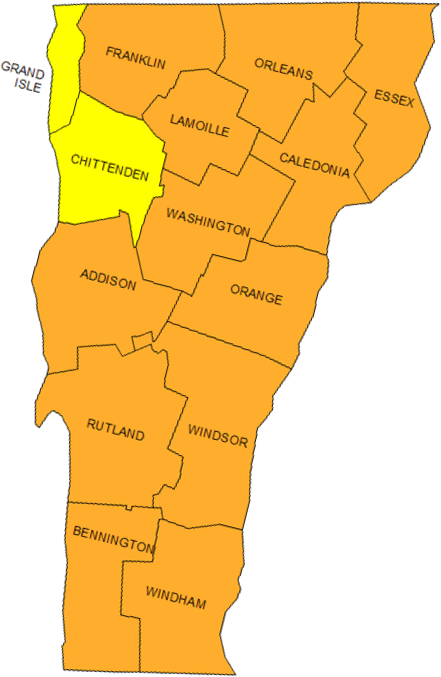 FRANKLIN
ORLEANS
GRAND
ISLE
ESSEX
LAMOILLE
CHITTENDEN
CALEDONIA
WASHINGTON
ADDISON
ORANGE
RUTLAND
WINDSOR
BENNINGTON
WINDHAM